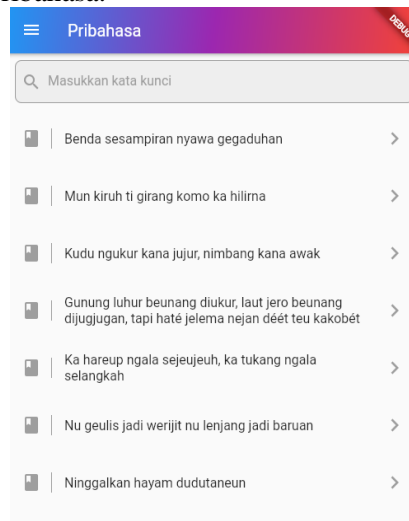 Pribahasa
DEBUG
Masukkan kata kunci
Benda sesampiran nyawa gegaduhan
Mun kiruh ti girang komo ka hilirna
Kudu ngukur kana jujur, nimbang kana awak
Gunung luhur beunang diukur, laut jero beunang
dijugjugan, tapi haté jelema nejan déét teu kakobét
Ka hareup ngala sejeujeuh, ka tukang ngala
selangkah
Nu geulis jadi werijit nu lenjang jadi baruan
Ninggalkan hayam dudutaneun